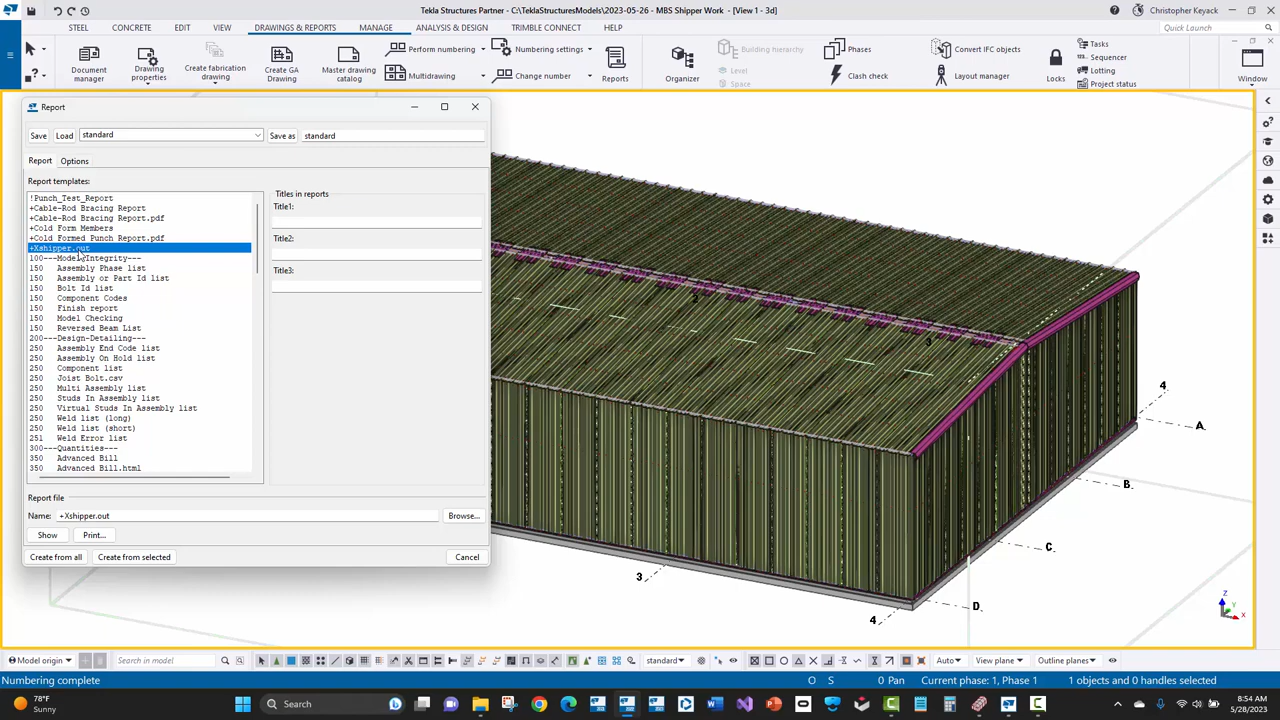 Tekla Structures Partner - C:\TeklaStructuresModels\2023-05-26 - MBS Shipper Work - [View 1 - 3d]
Christopher Keyack
STEEL CONCRETE EDIT VIEW DRAWINGS & REPORTS MANAGE ANALYSIS & DESIGN TRIMBLE CONNECT HELP
Quick Launch
Document manager
Drawing properties
Create fabrication drawing
Create GA Drawing
Master drawing catalog
Perform numbering
Multidrawing
Numbering settings
Change number
Reports
Organizer
Building hierarchy
Level
Space
Phases
Clash check
Convert IFC objects
Layout manager
Locks
Tasks
Sequencer
Lotting
Project status
Window
Report
Save Load standard Save as standard
Report Options
Report templates:
!Punch_Test_Report
+Cable-Rod Bracing Report
+Cable-Rod Bracing Report.pdf
+Cold Form Members
+Cold Formed Punch Report.pdf
+Xshipper.out
100---Model Integrity---
150 Assembly Phase list
150 Assembly or Part Id list
150 Bolt Id list
150 Component Codes
150 Finish report
150 Model Checking
150 Reversed Beam List
200---Design-Detailing---
250 Assembly End Code list
250 Assembly On Hold list
250 Component list
250 Joist Bolt.csv
250 Multi Assembly list
250 Studs In Assembly list
250 Virtual Studs In Assembly list
250 Weld list (long)
250 Weld list (short)
251 Weld Error list
300---Quantities---
350 Advanced Bill
350 Advanced Bill.html
Titles in reports
Title1:
Title2:
Title3:
Report file
Name: +Xshipper.out Browse...
Show Print...
Create from all Create from selected Cancel
2
3
4
A
B
C
D
3
4
Z
Y
X
Model origin Search in model standard Auto View plane Outline planes
Numbering complete O S 0 Pan Current phase: 1, Phase 1 1 objects and 0 handles selected
78°F
Sunny
Search
8:54 AM
5/28/2023